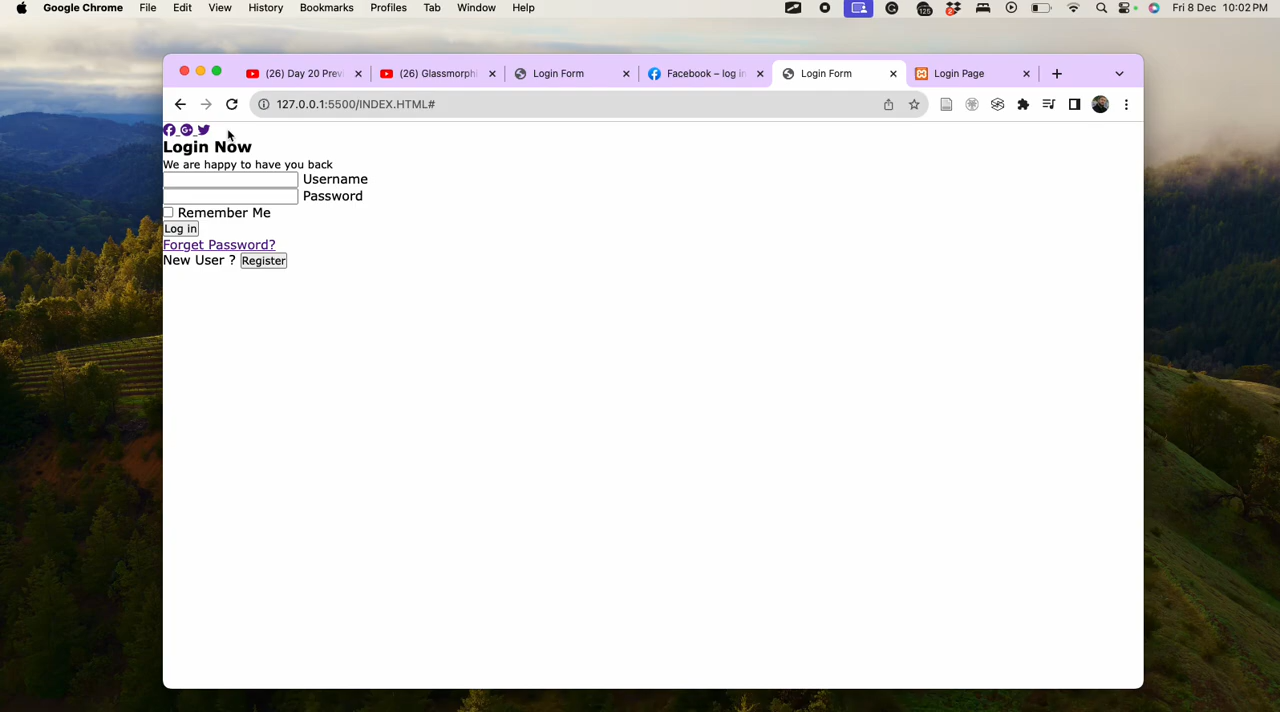 Google Chrome File Edit View History Bookmarks Profiles Tab Window Help 125 Fri 8 Dec 10:02 PM
(26) Day 20 Previ (26) Glassmorphi Login Form Facebook – log in Login Form Login Page
127.0.0.1:5500/INDEX.HTML#
Login Now
We are happy to have you back
Username
Password
Remember Me
Log in
Forget Password?
New User ? Register